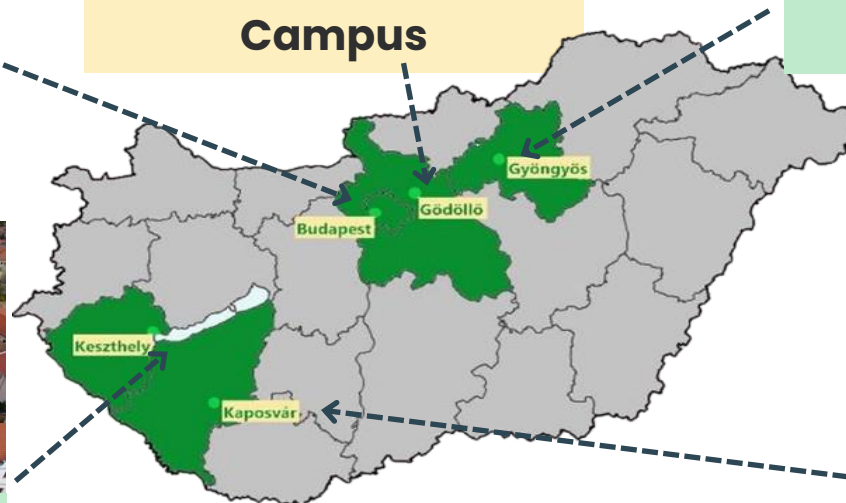 Campus
Gyöngyös
Gödöllő
Budapest
Keszthely
Kaposvár